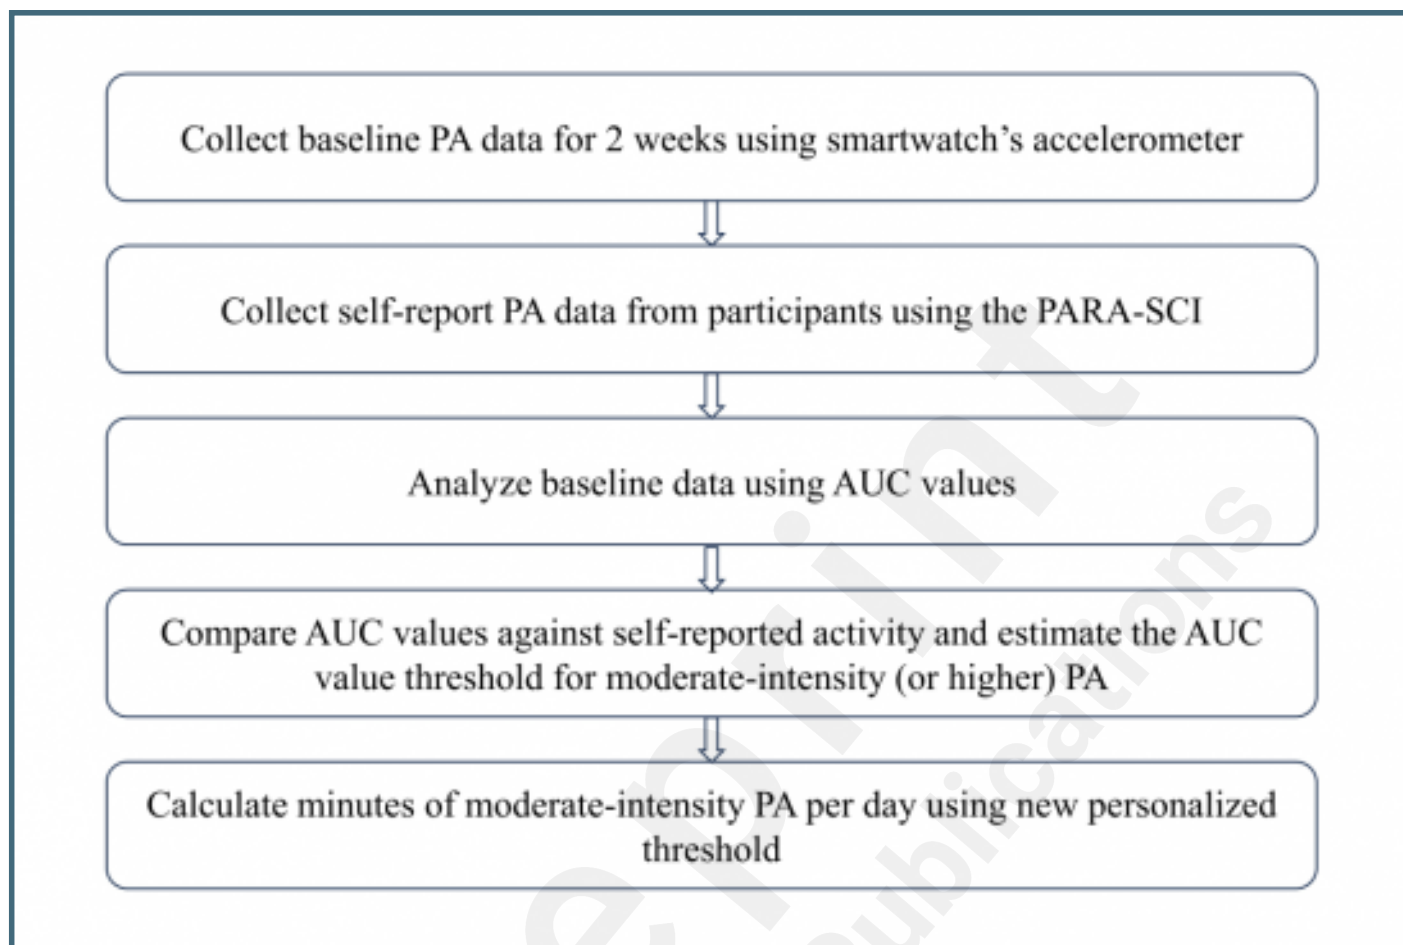 Collect baseline PA data for 2 weeks using smartwatch’s accelerometer
Collect self-report PA data from participants using the PARA-SCI
Analyze baseline data using AUC values
Compare AUC values against self-reported activity and estimate the AUC
value threshold for moderate-intensity (or higher) PA
Calculate minutes of moderate-intensity PA per day using new personalized
threshold
eprint
ublications